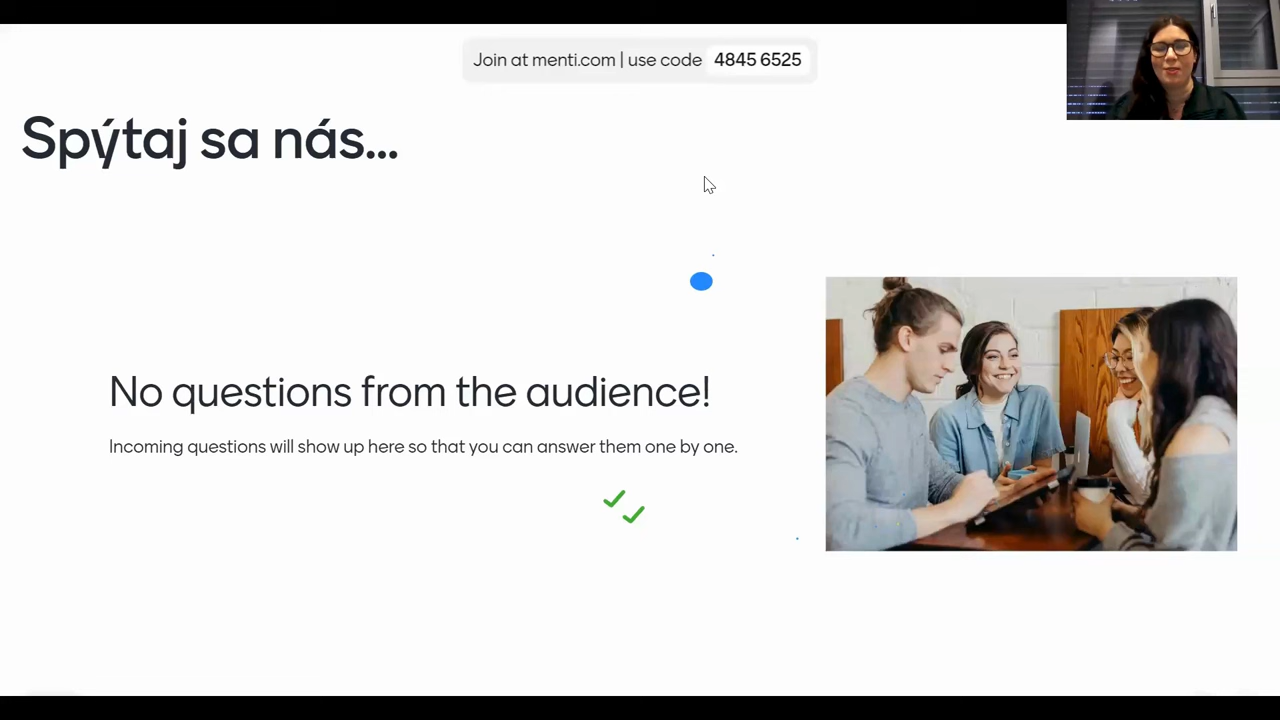 Join at menti.com | use code 4845 6525
Spýtaj sa nás...
No questions from the audience!
Incoming questions will show up here so that you can answer them one by one.